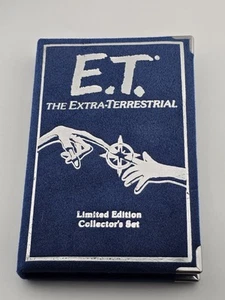 E.T.
THE EXTRA-TERRESTRIAL
Limited Edition
Collector's Set